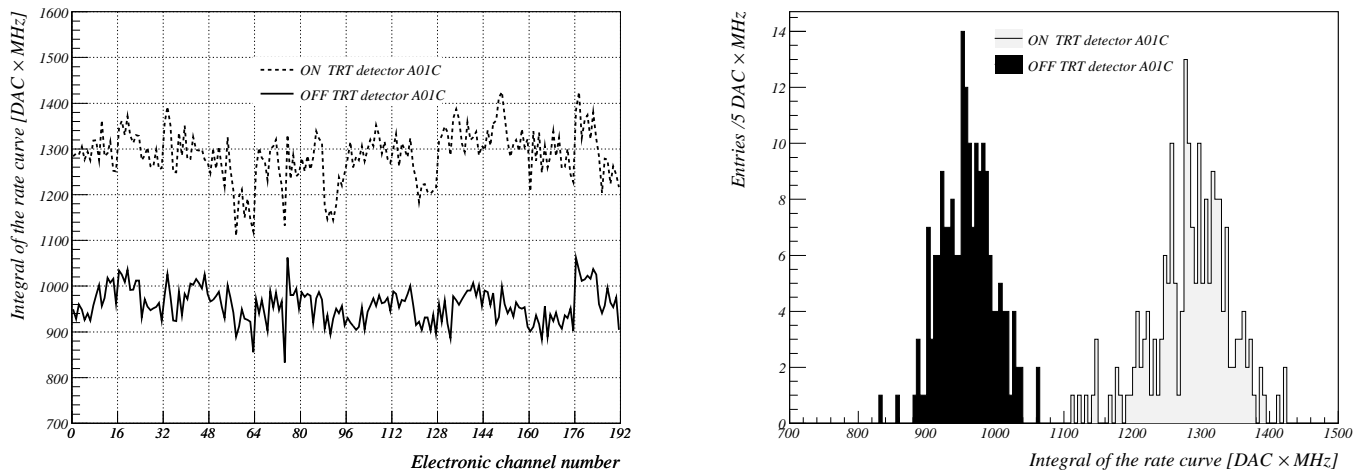 Integral of the rate curve [DAC × MHz]
1600
1500
1400
1300
1200
1100
1000
900
800
700
ON TRT detector A01C
OFF TRT detector A01C
0 16 32 48 64 80 96 112 128 144 160 176 192
Electronic channel number
Entries /5 DAC × MHz
14
12
10
8
6
4
2
0
ON TRT detector A01C
OFF TRT detector A01C
700 800 900 1000 1100 1200 1300 1400 1500
Integral of the rate curve [DAC × MHz]